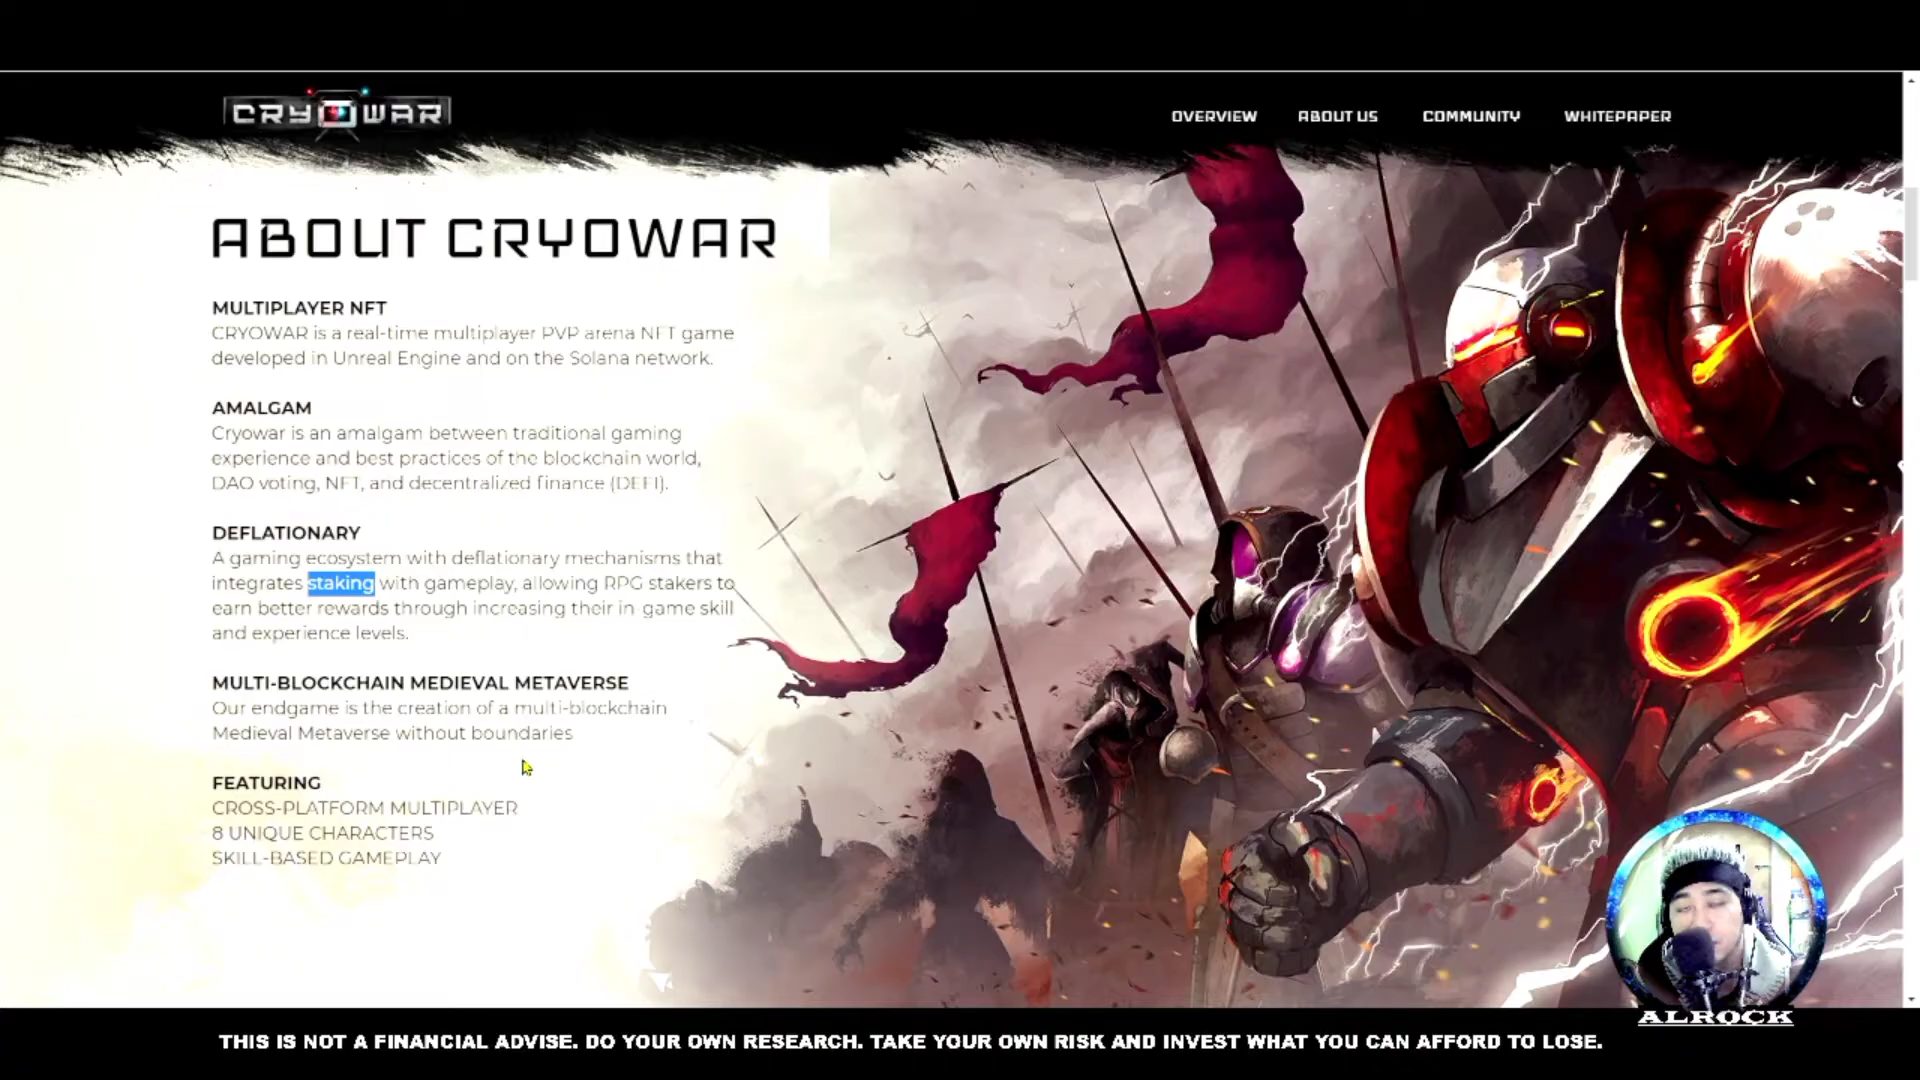 CRYOWAR
OVERVIEW ABOUT US COMMUNITY WHITEPAPER
ABOUT CRYOWAR
MULTIPLAYER NFT
CRYOWAR is a real-time multiplayer PVP arena NFT game
developed in Unreal Engine and on the Solana network.
AMALGAM
Cryowar is an amalgam between traditional gaming
experience and best practices of the blockchain world,
DAO voting, NFT, and decentralized finance (DEFI).
DEFLATIONARY
A gaming ecosystem with deflationary mechanisms that
integrates staking with gameplay, allowing RPG stakers to
earn better rewards through increasing their in-game skill
and experience levels.
MULTI-BLOCKCHAIN MEDIEVAL METAVERSE
Our endgame is the creation of a multi-blockchain
Medieval Metaverse without boundaries
FEATURING
CROSS-PLATFORM MULTIPLAYER
8 UNIQUE CHARACTERS
SKILL-BASED GAMEPLAY
ALROCK
THIS IS NOT A FINANCIAL ADVISE. DO YOUR OWN RESEARCH. TAKE YOUR OWN RISK AND INVEST WHAT YOU CAN AFFORD TO LOSE.